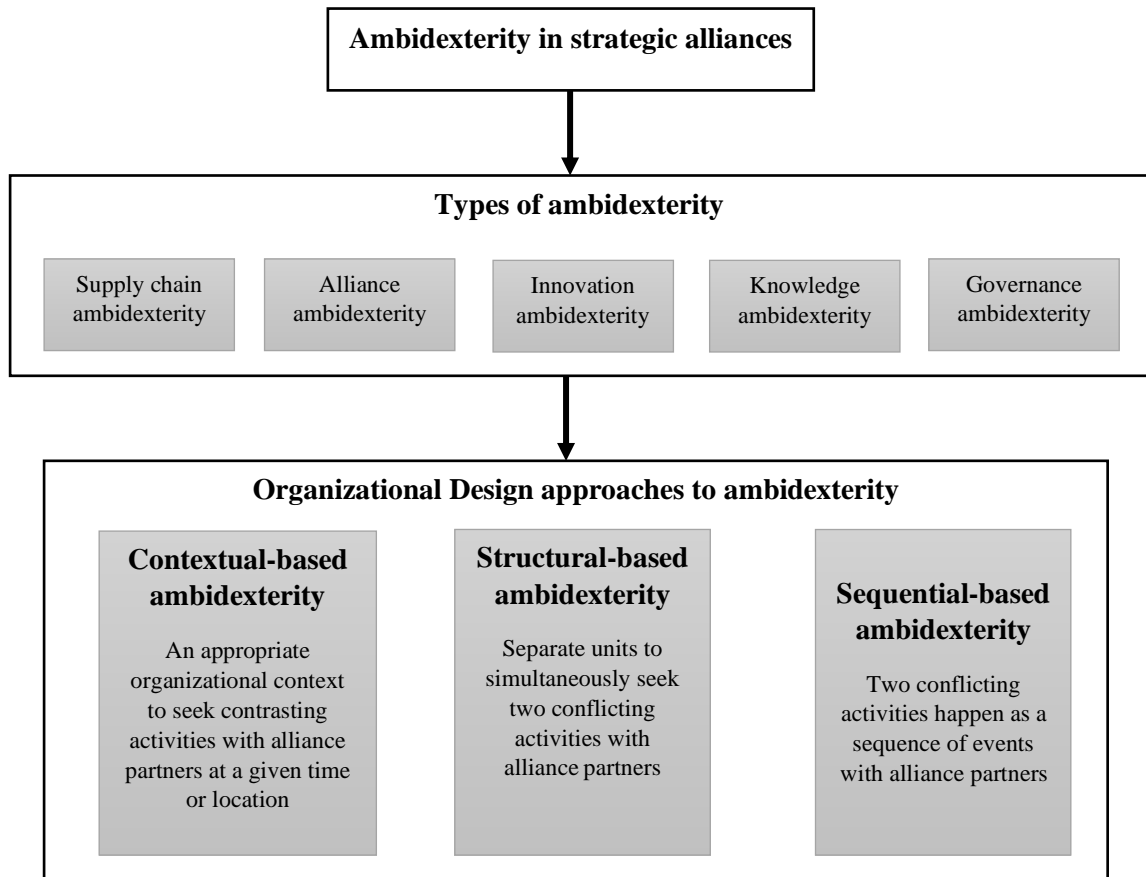 Ambidexterity in strategic alliances
Types of ambidexterity
Supply chain
ambidexterity
Alliance
ambidexterity
Innovation
ambidexterity
Knowledge
ambidexterity
Governance
ambidexterity
Organizational Design approaches to ambidexterity
Contextual-based
ambidexterity
An appropriate
organizational context
to seek contrasting
activities with alliance
partners at a given time
or location
Structural-based
ambidexterity
Separate units to
simultaneously seek
two conflicting
activities with
alliance partners
Sequential-based
ambidexterity
Two conflicting
activities happen as a
sequence of events
with alliance partners